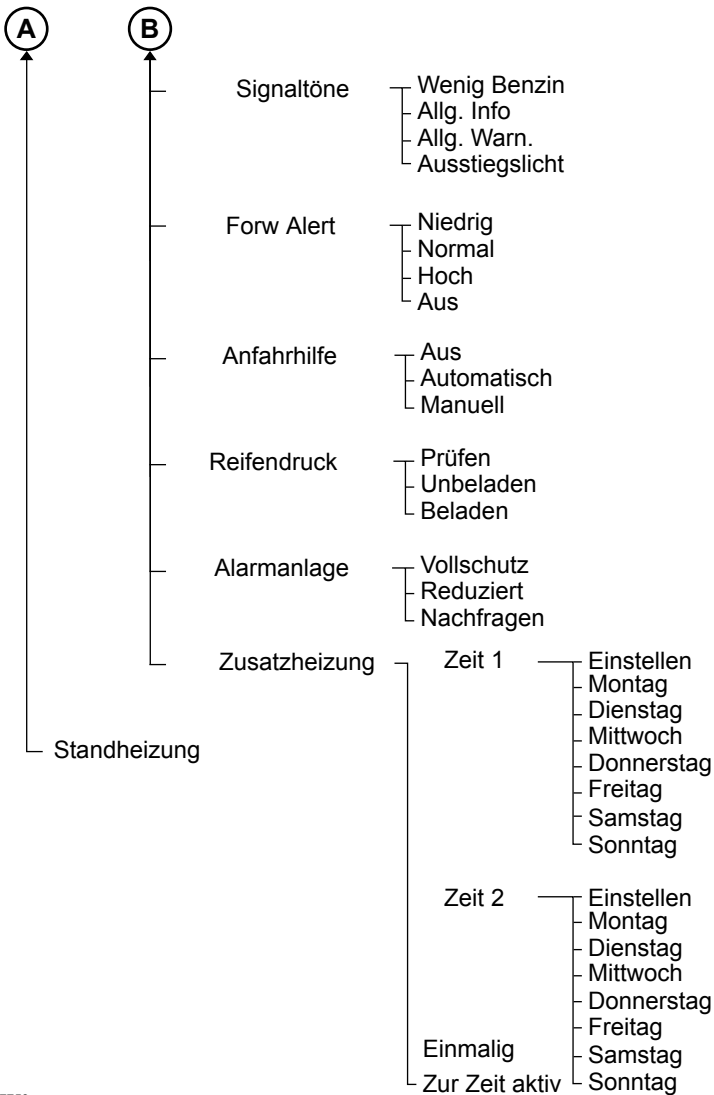 A B
Signaltöne Wenig Benzin
Allg. Info
Allg. Warn.
Ausstiegslicht
Forw Alert Niedrig
Normal
Hoch
Aus
Anfahrhilfe Aus
Automatisch
Manuell
Reifendruck Prüfen
Unbeladen
Beladen
Alarmanlage Vollschutz
Reduziert
Nachfragen
Zusatzheizung Zeit 1 Einstellen
Montag
Dienstag
Mittwoch
Standheizung
Donnerstag
Freitag
Samstag
Sonntag
Zeit 2 Einstellen
Montag
Dienstag
Mittwoch
Donnerstag
Freitag
Einmalig
Samstag
Zur Zeit aktiv Sonntag